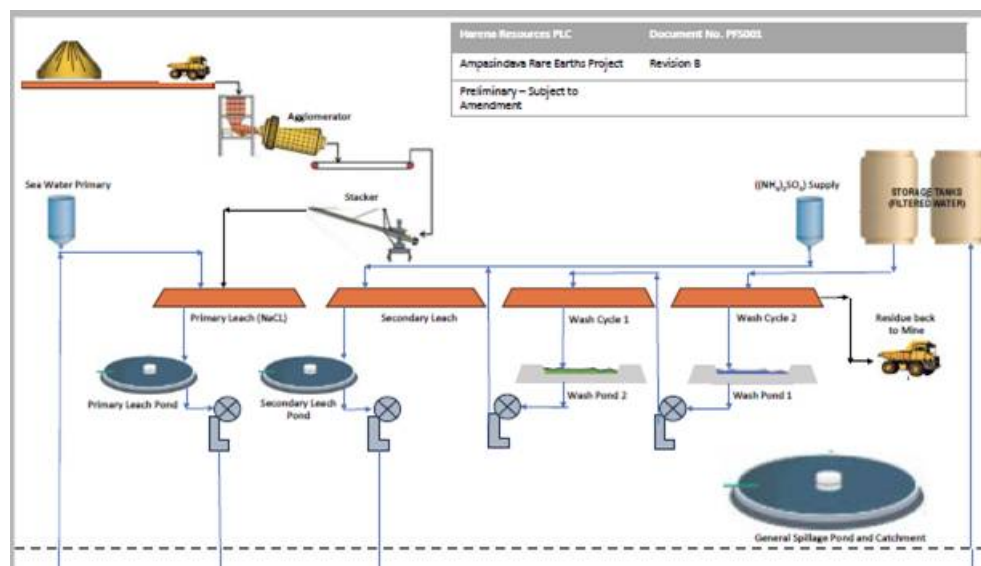 Harena Resources PLC Document No. PFS001
Ampasindava Rare Earths Project Revision B
Preliminary – Subject to
Amendment
Agglomerator
Sea Water Primary
Stacker
((NH₄)₂SO₄) Supply
STORAGE TANKS
(FILTERED WATER)
Primary Leach (NaCL)
Secondary Leach
Wash Cycle 1
Wash Cycle 2
Residue back
to Mine
Primary Leach Pond
Secondary Leach
Pond
Wash Pond 2
Wash Pond 1
General Spillage Pond and Catchment